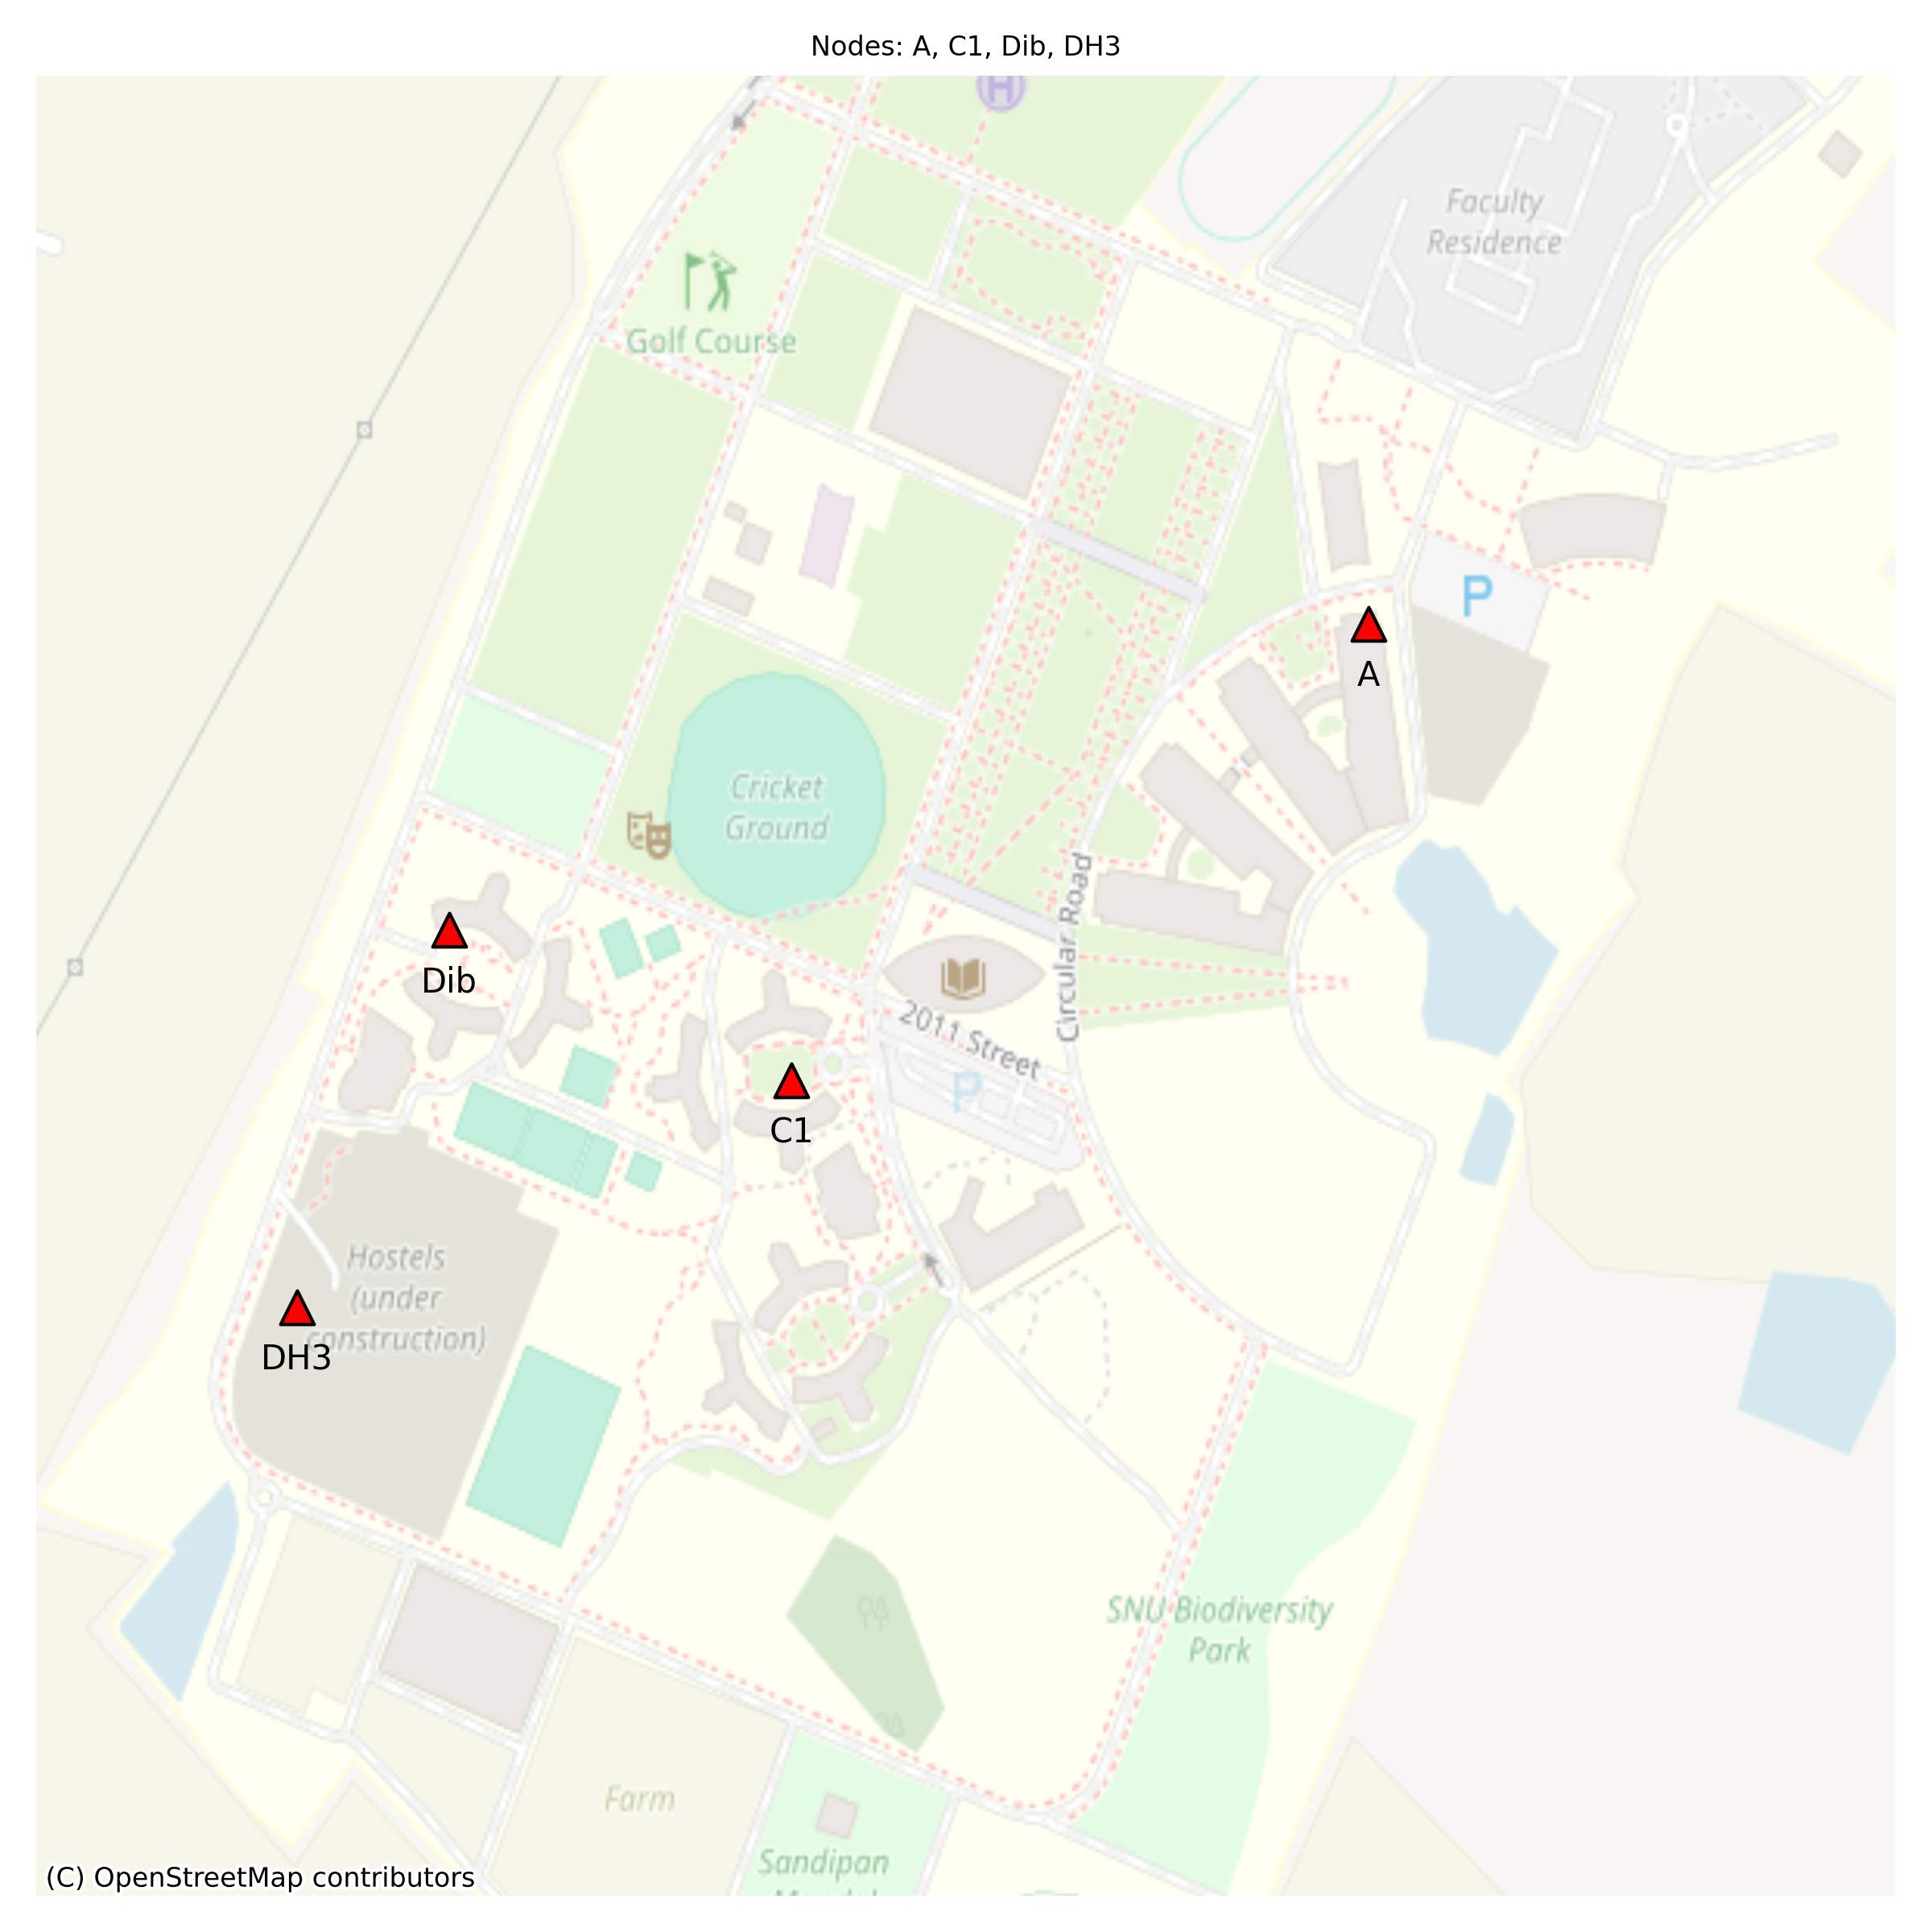 Nodes: A, C1, Dib, DH3
H
Faculty
Residence
Golf Course
P
A
Cricket
Ground
Circular Road
Dib
2011 Street
P
C1
Hostels
(under
construction)
DH3
SNU Biodiversity
Park
Farm
Sandipan
(C) OpenStreetMap contributors